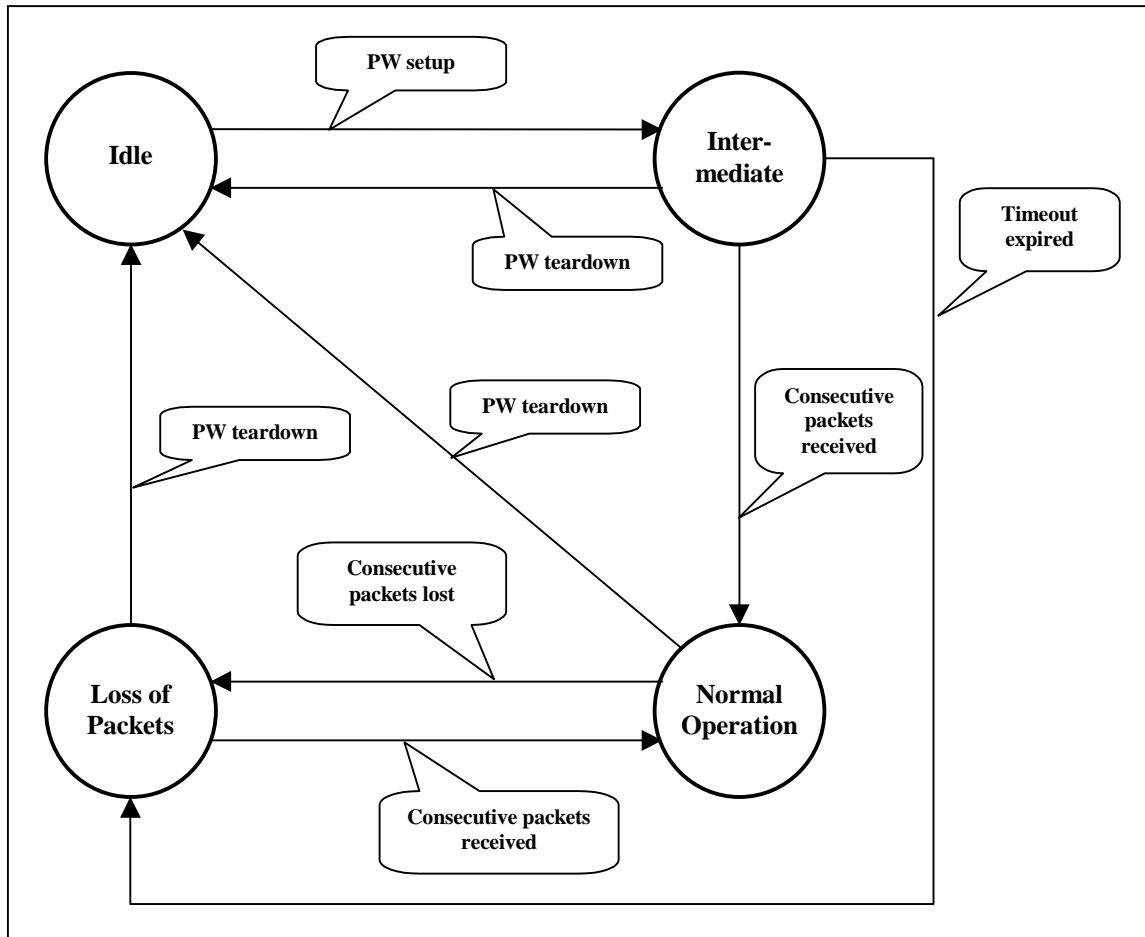 PW setup
Idle
Inter-
mediate
Timeout
expired
PW teardown
Consecutive
packets
received
PW teardown
PW teardown
Consecutive
packets lost
Loss of
Packets
Normal
Operation
Consecutive packets
received